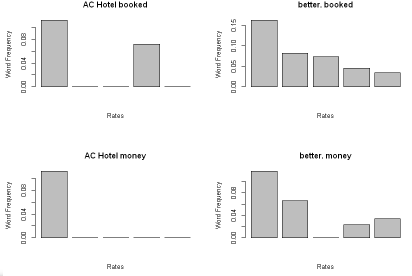 AC Hotel booked
better. booked
Word Frequency
0.00 0.04 0.08
Word Frequency
0.00 0.05 0.10 0.15
Rates
Rates
AC Hotel money
better. money
Word Frequency
0.00 0.04 0.08
Word Frequency
0.00 0.04 0.08
Rates
Rates